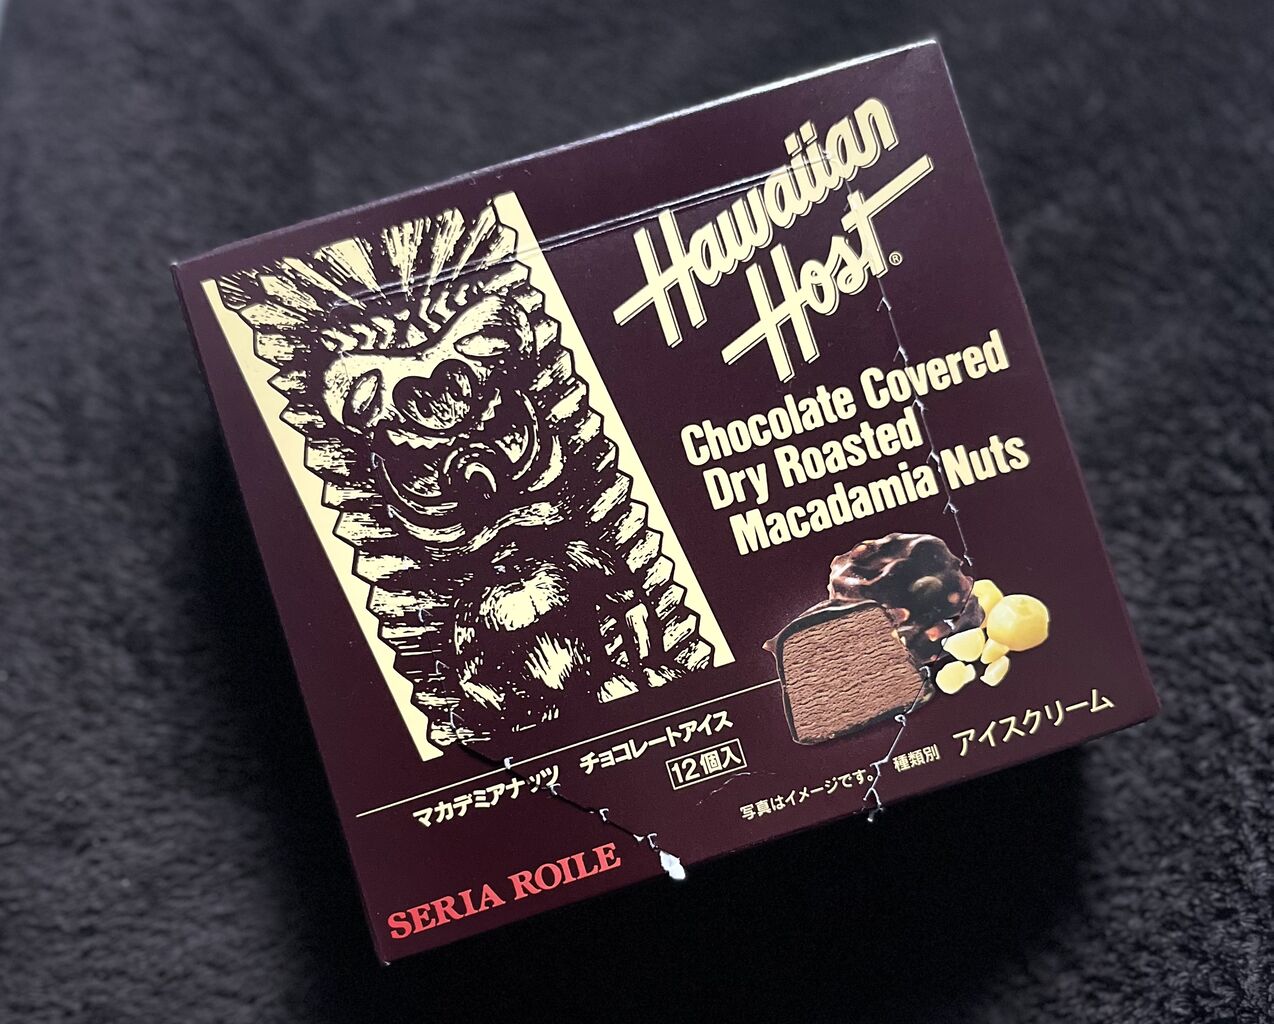 Hawaiian
Host®
Chocolate Covered
Dry Roasted
Macadamia Nuts
マカデミアナッツ チョコレートアイス
12個入
写真はイメージです。
種類別 アイスクリーム
SERIA ROILE